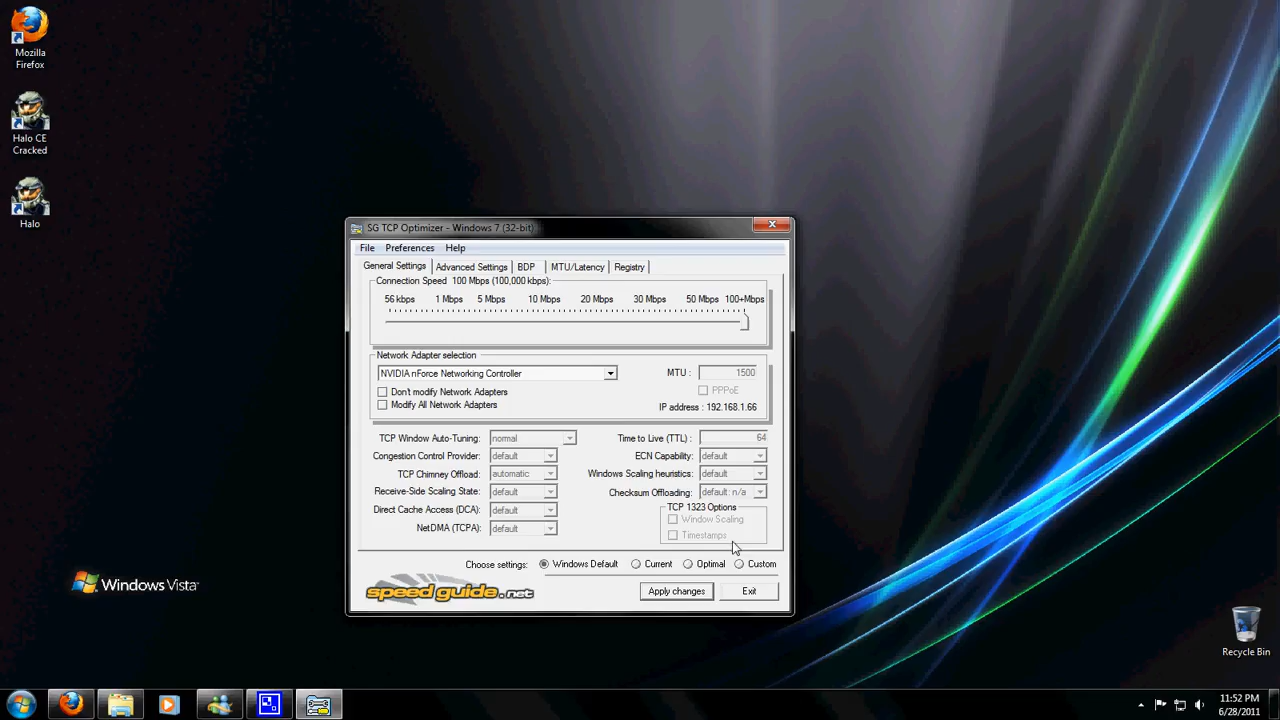 Mozilla
Firefox
Halo CE
Cracked
Halo
Windows Vista
SG TCP Optimizer - Windows 7 (32-bit)
File Preferences Help
General Settings Advanced Settings BDP MTU/Latency Registry
Connection Speed 100 Mbps (100,000 kbps):
56 kbps 1 Mbps 5 Mbps 10 Mbps 20 Mbps 30 Mbps 50 Mbps 100+Mbps
Network Adapter selection
NVIDIA nForce Networking Controller MTU : 1500
Don't modify Network Adapters PPPoE
Modify All Network Adapters IP address : 192.168.1.66
TCP Window Auto-Tuning: normal Time to Live (TTL) : 64
Congestion Control Provider: default ECN Capability: default
TCP Chimney Offload: automatic Windows Scaling heuristics: default
Receive-Side Scaling State: default Checksum Offloading: default: n/a
Direct Cache Access (DCA): default TCP 1323 Options
Window Scaling
NetDMA (TCPA): default Timestamps
Choose settings: Windows Default Current Optimal Custom
speed guide.net Apply changes Exit
Recycle Bin
11:52 PM
6/28/2011